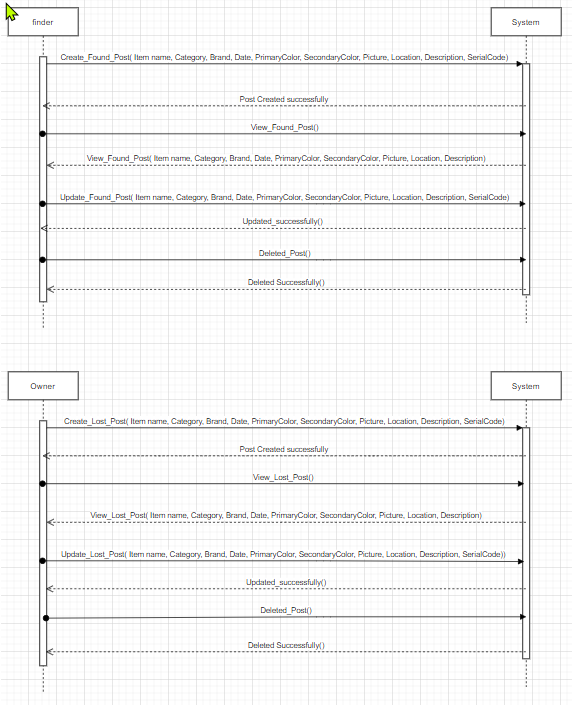 finder
System
Create_Found_Post( Item name, Category, Brand, Date, PrimaryColor, SecondaryColor, Picture, Location, Description, SerialCode)
Post Created successfully
View_Found_Post()
View_Found_Post( Item name, Category, Brand, Date, PrimaryColor, SecondaryColor, Picture, Location, Description)
Update_Found_Post( Item name, Category, Brand, Date, PrimaryColor, SecondaryColor, Picture, Location, Description, SerialCode)
Updated_successfully()
Deleted_Post()
Deleted Successfully()
Owner
System
Create_Lost_Post( Item name, Category, Brand, Date, PrimaryColor, SecondaryColor, Picture, Location, Description, SerialCode)
Post Created successfully
View_Lost_Post()
View_Lost_Post( Item name, Category, Brand, Date, PrimaryColor, SecondaryColor, Picture, Location, Description)
Update_Lost_Post( Item name, Category, Brand, Date, PrimaryColor, SecondaryColor, Picture, Location, Description, SerialCode))
Updated_successfully()
Deleted_Post()
Deleted Successfully()